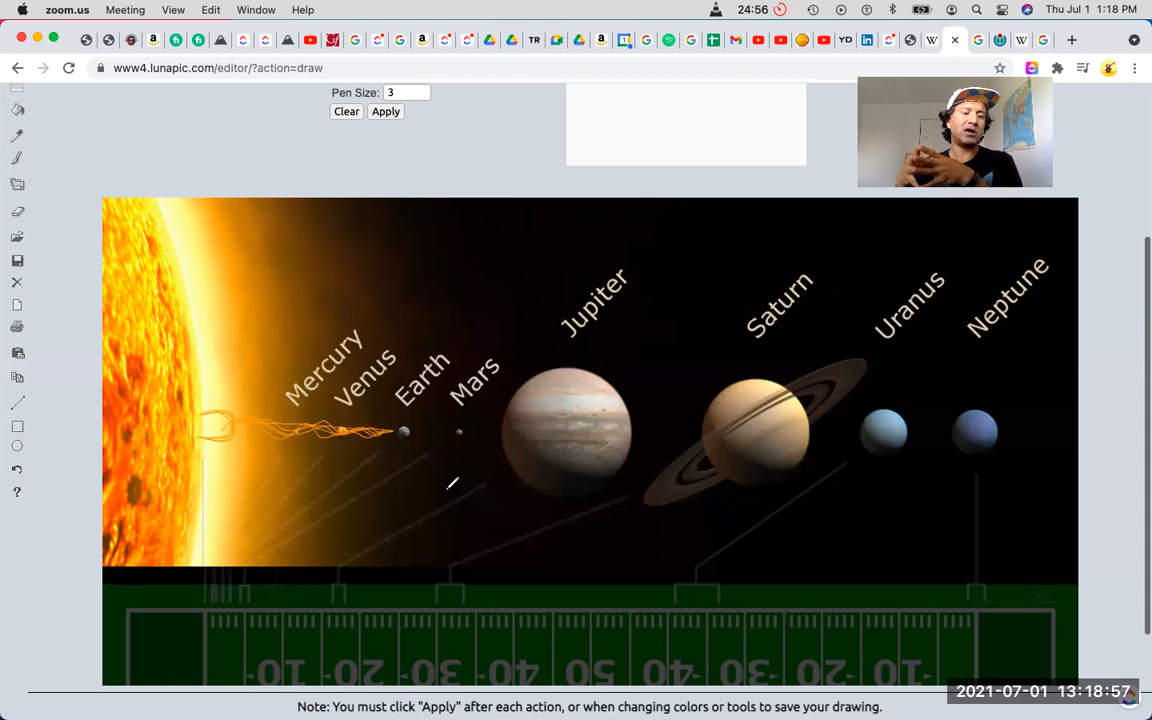 zoom.us Meeting View Edit Window Help 24:56 Thu Jul 1 1:18 PM
TR YD W W
www4.lunapic.com/editor/?action=draw
Pen Size: 3
Clear Apply
Mercury
Venus
Earth
Mars
Jupiter
Saturn
Uranus
Neptune
10 20 30 40 50 40 30 20 10
2021-07-01 13:18:57
Note: You must click "Apply" after each action, or when changing colors or tools to save your drawing.